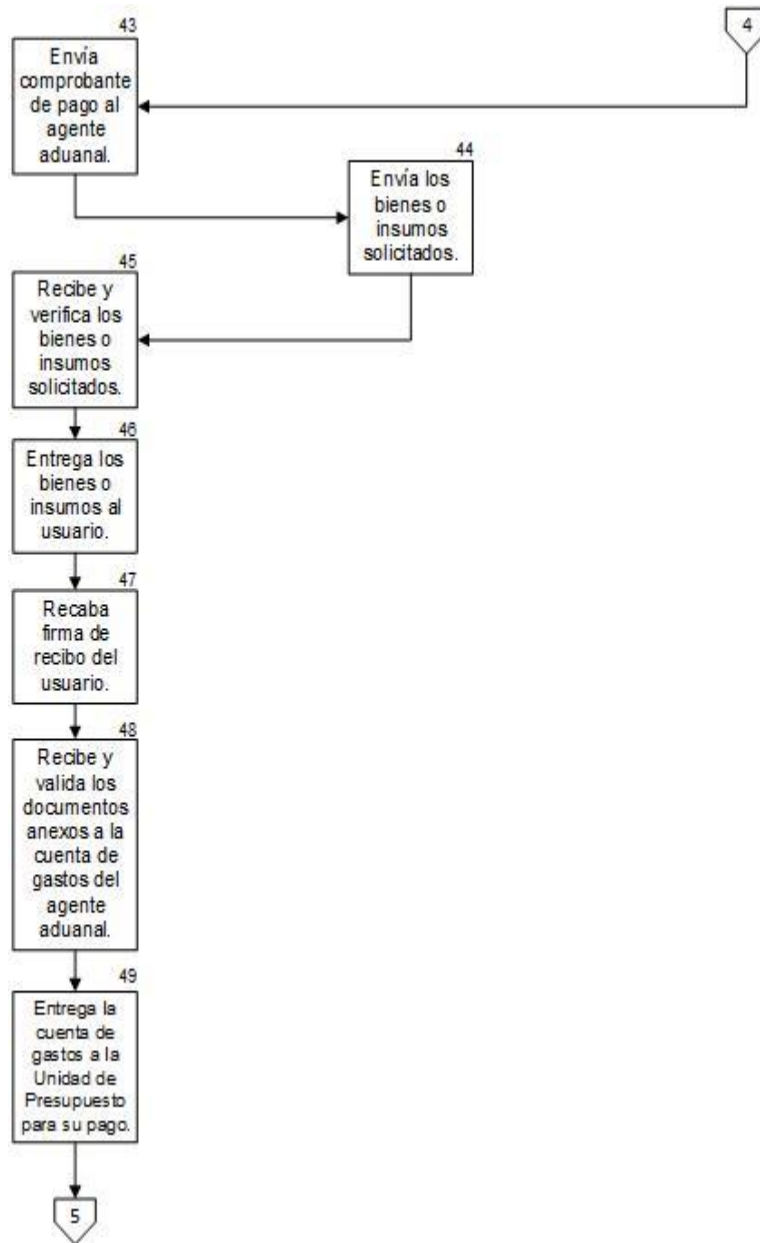 43
4
Envía
comprobante
de pago al
agente
aduanal.
44
Envía los
bienes o
insumos
solicitados.
45
Recibe y
verifica los
bienes o
insumos
solicitados.
46
Entrega los
bienes o
insumos al
usuario.
47
Recaba
firma de
recibo del
usuario.
48
Recibe y
valida los
documentos
anexos a la
cuenta de
gastos del
agente
aduanal.
49
Entrega la
cuenta de
gastos a la
Unidad de
Presupuesto
para su pago.
5